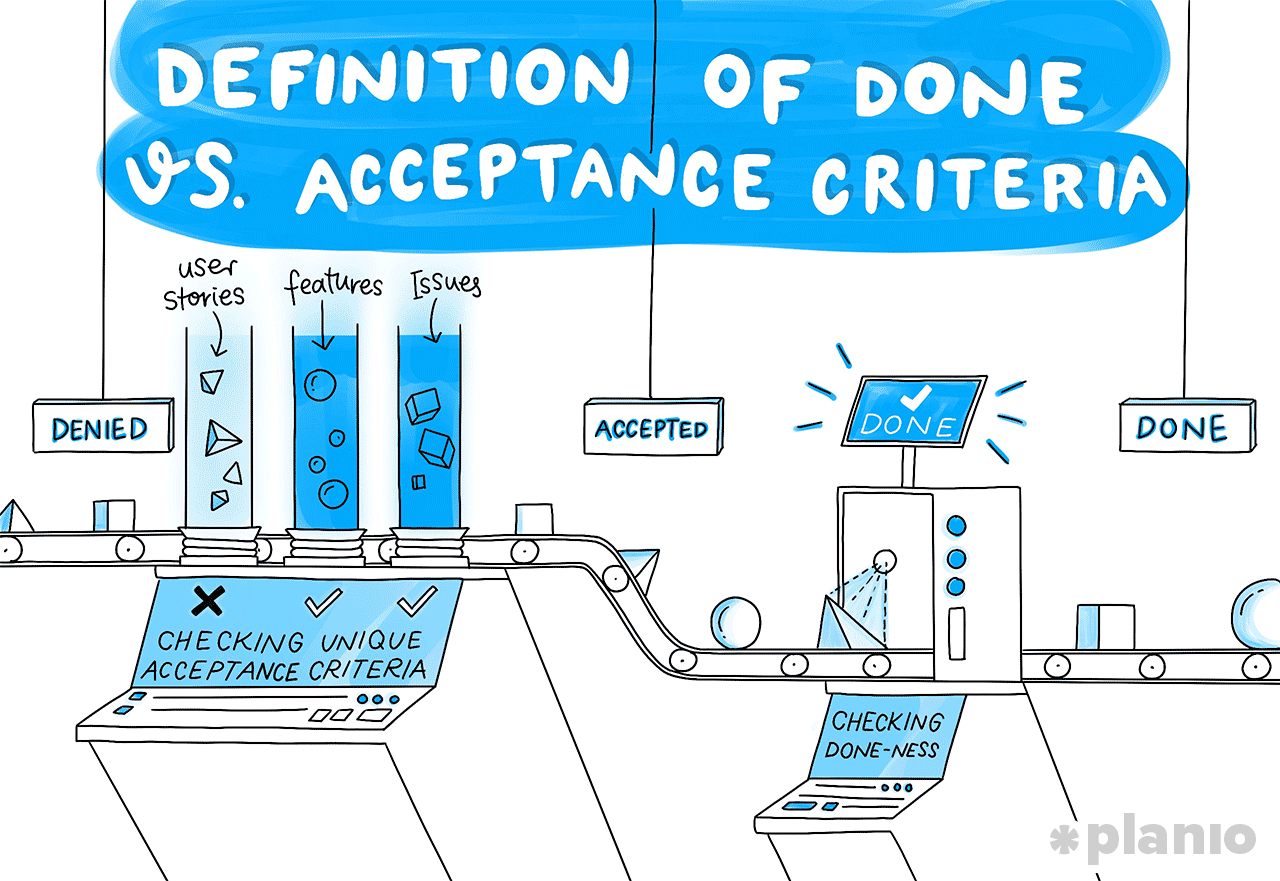 DEFINITION OF DONE
VS. ACCEPTANCE CRITERIA
user
stories
features
Issues
DENIED
ACCEPTED
DONE
DONE
CHECKING UNIQUE
ACCEPTANCE CRITERIA
CHECKING
DONE-NESS
*planio